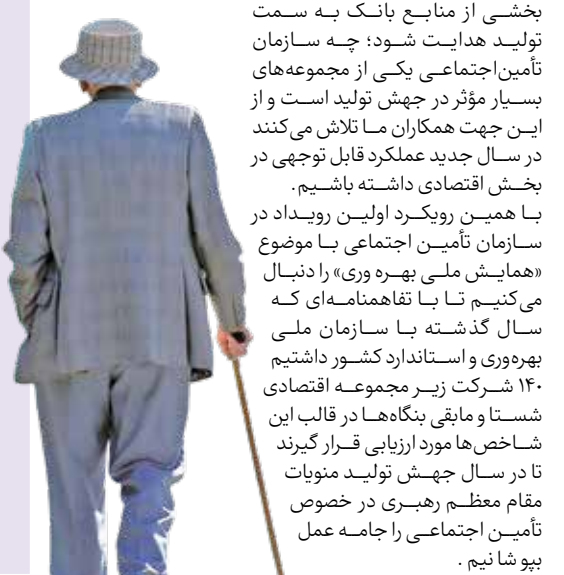 بخشی از منابع بانک به سمت
تولید هدایت شود؛ چه سازمان
تأمین‌اجتماعی یکی از مجموعه‌های
بسیار مؤثر در جهش تولید است و از
این جهت همکاران ما تلاش می‌کنند
در سال جدید عملکرد قابل توجهی در
بخش اقتصادی داشته باشیم.
با همین رویکرد اولین رویداد در
سازمان تأمین اجتماعی با موضوع
«همایش ملی بهره وری» را دنبال
می‌کنیم تا با تفاهمنامه‌ای که
سال گذشته با سازمان ملی
بهره‌وری و استاندارد کشور داشتیم
۱۴۰ شرکت زیر مجموعه اقتصادی
شستا و مابقی بنگاه‌ها در قالب این
شاخص‌ها مورد ارزیابی قرار گیرند
تا در سال جهش تولید منویات
مقام معظم رهبری در خصوص
تأمین اجتماعی را جامه عمل
بپو شا نیم .